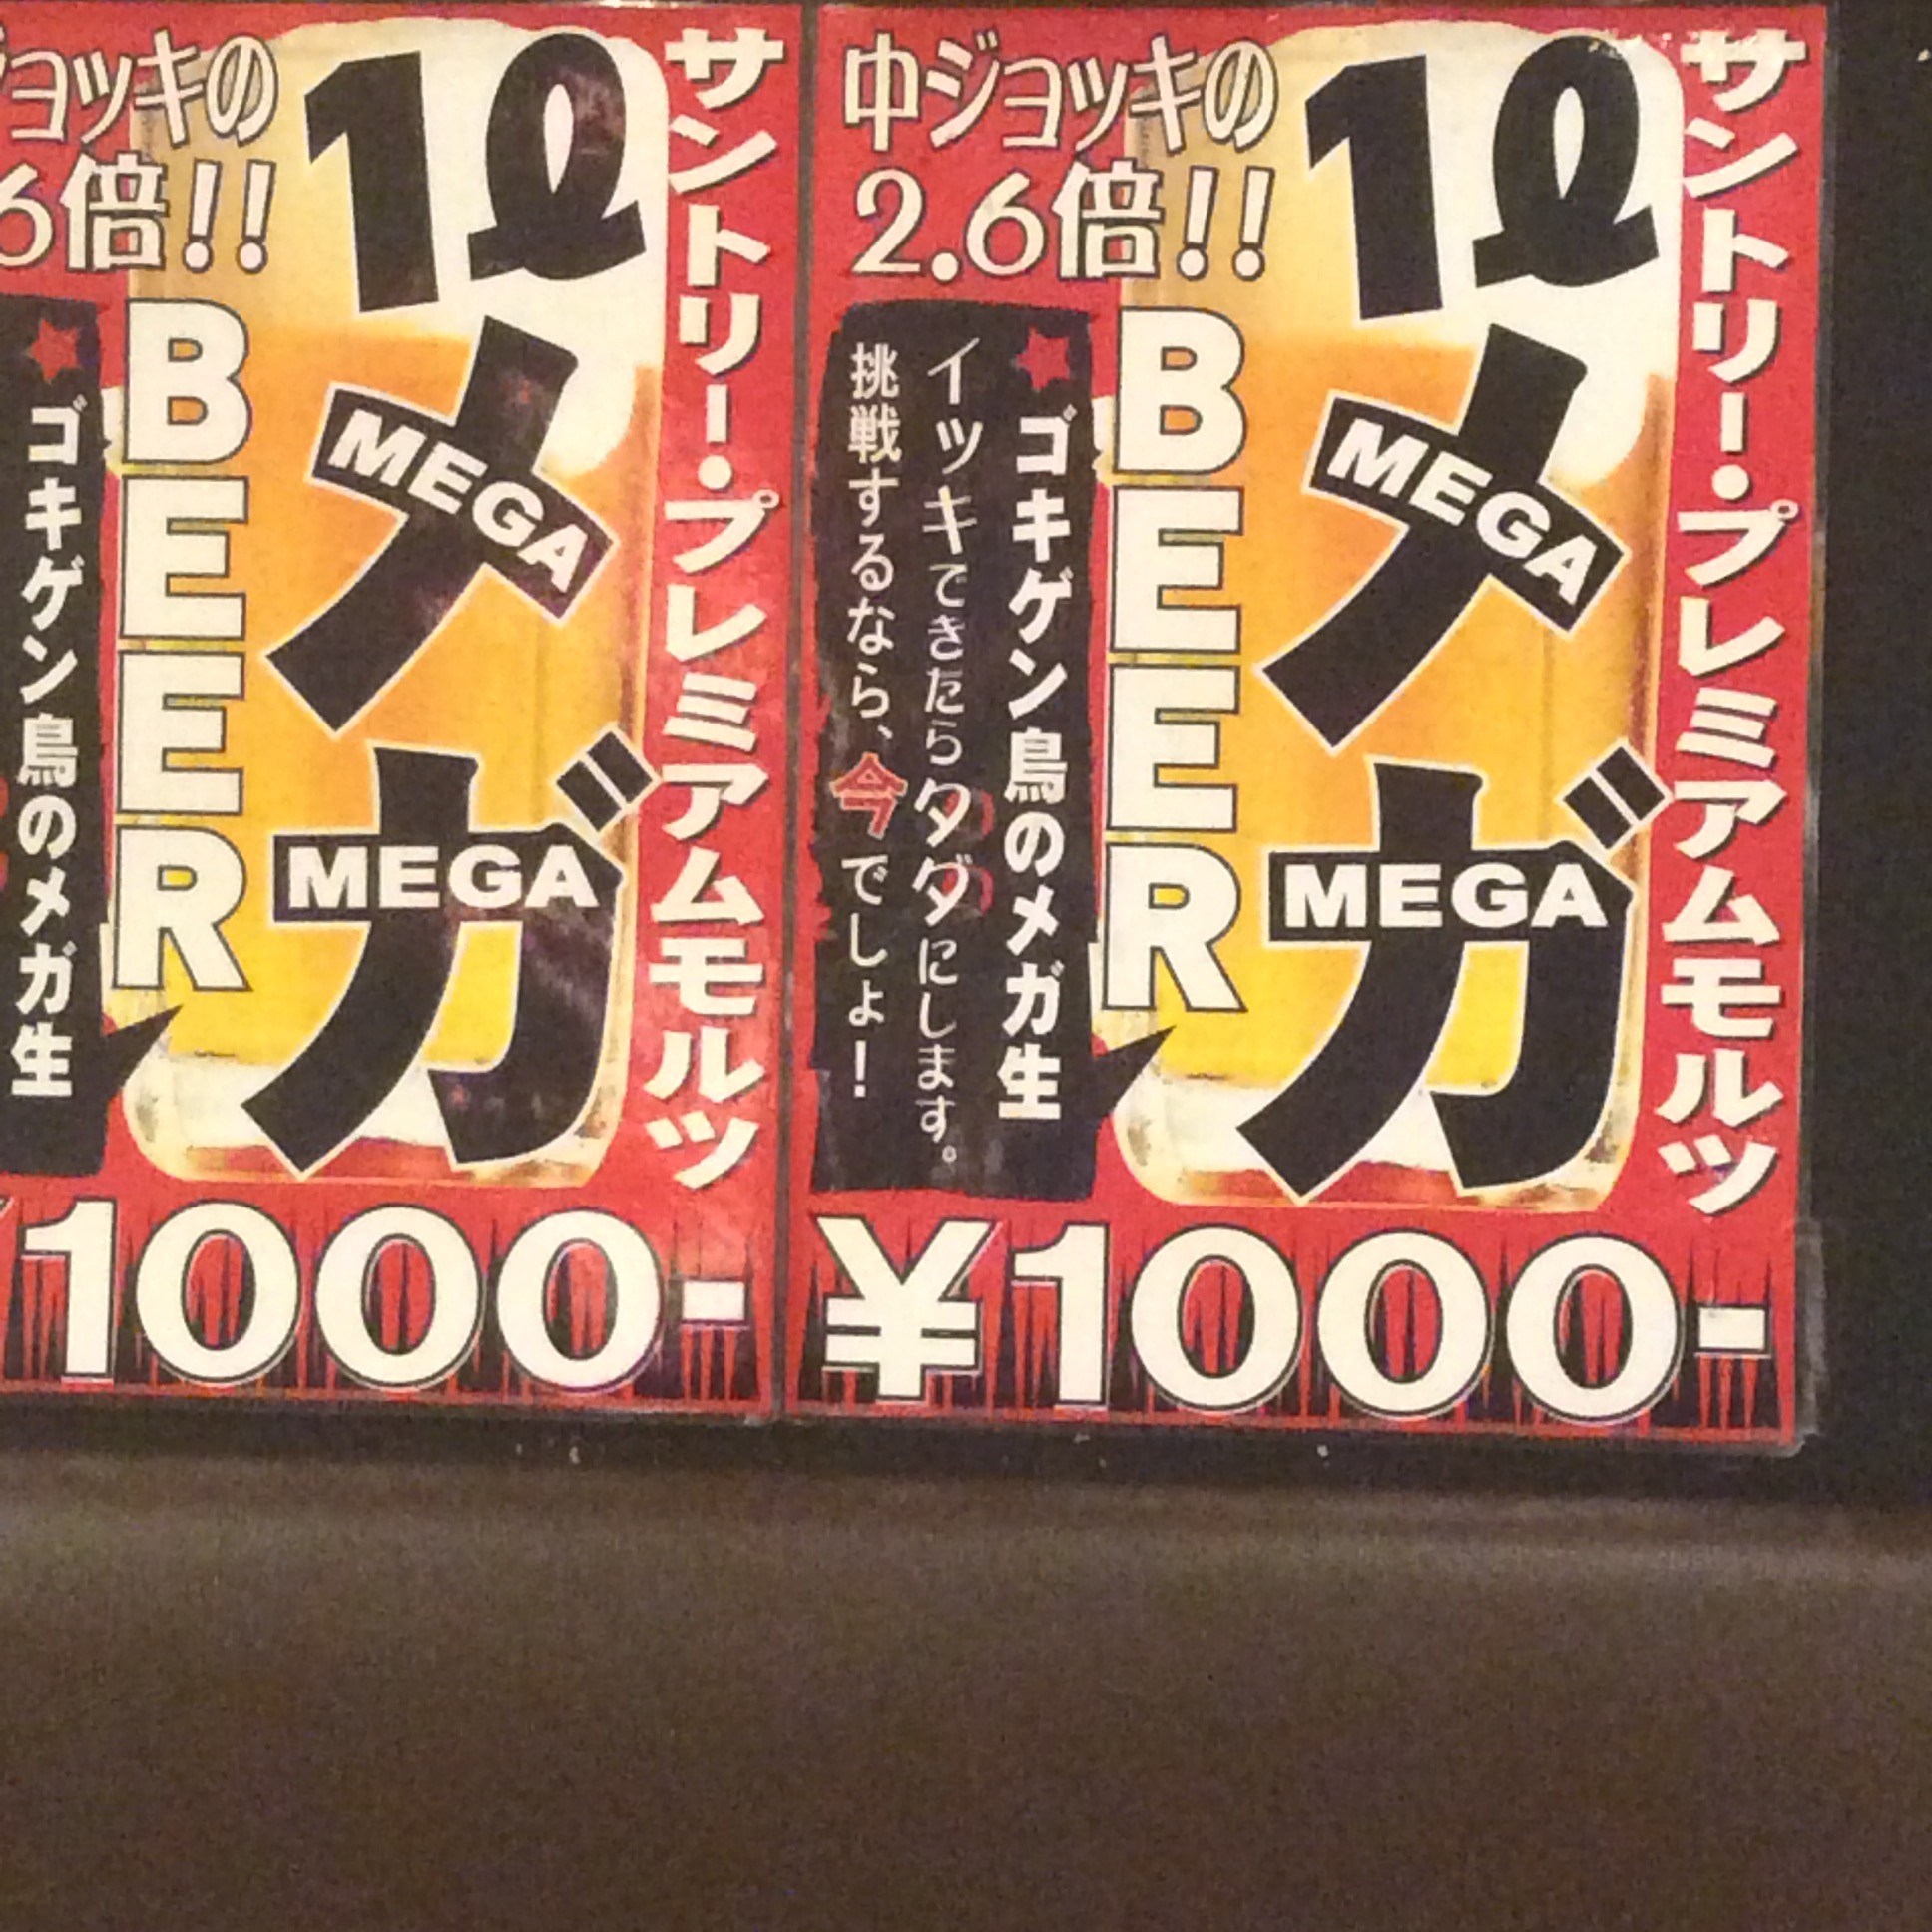 ョッキの
6倍!!
1ℓ
メガ
MEGA
MEGA
BEER
サントリー・プレミアムモルツ
★ゴキゲン鳥のメガ生
1000-
中ジョッキの
2.6倍!!
1ℓ
メガ
MEGA
MEGA
BEER
サントリー・プレミアムモルツ
★ゴキゲン鳥のメガ生
イッキできたらタダにします。
挑戦するなら、今でしょ!
¥1000-